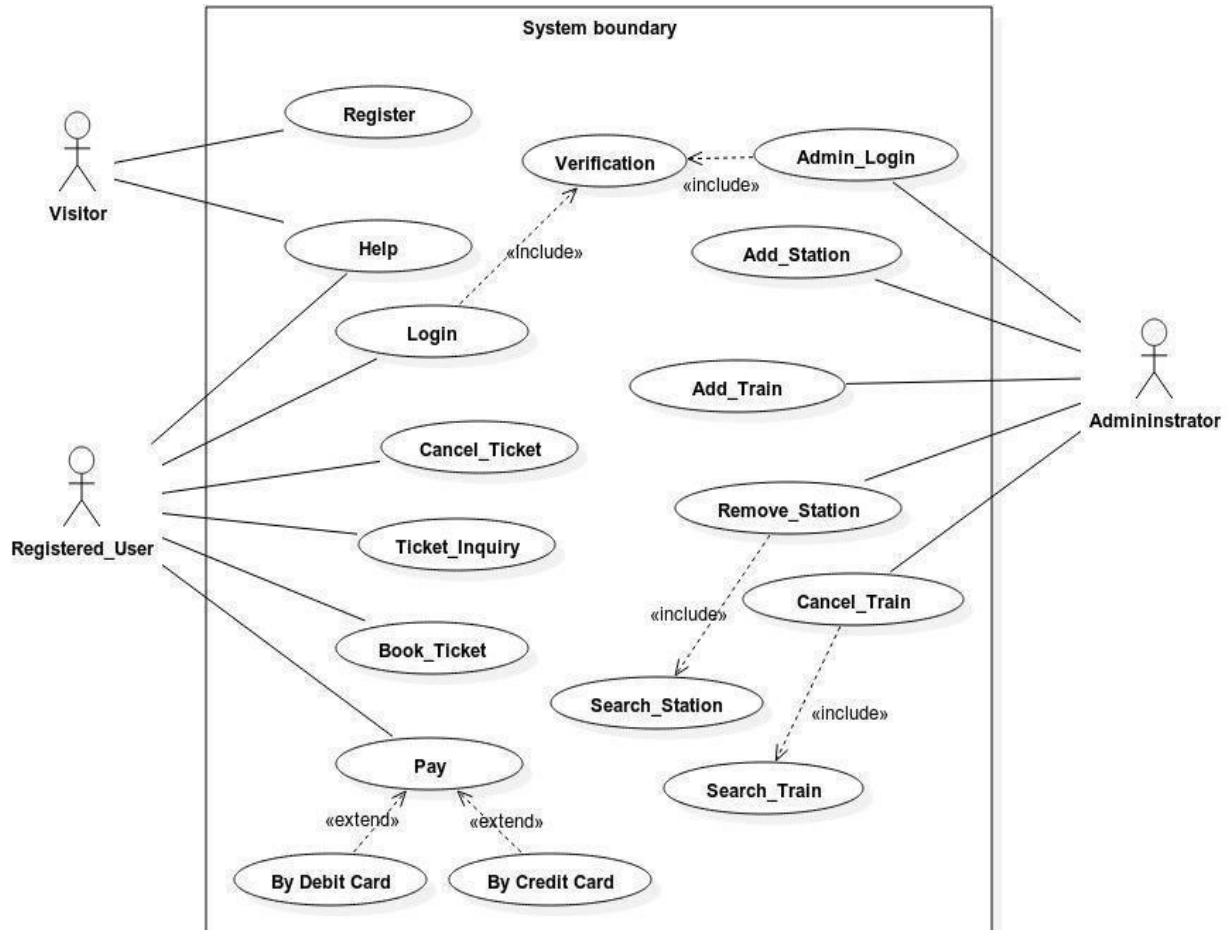 System boundary
Register
Verification
Admin_Login
«include»
Visitor
Help
Add_Station
«include»
Login
Add_Train
Admininstrator
Cancel_Ticket
Remove_Station
Registered_User
Ticket_Inquiry
Cancel_Train
«include»
Book_Ticket
Search_Station
«include»
Pay
Search_Train
«extend»
«extend»
By Debit Card
By Credit Card